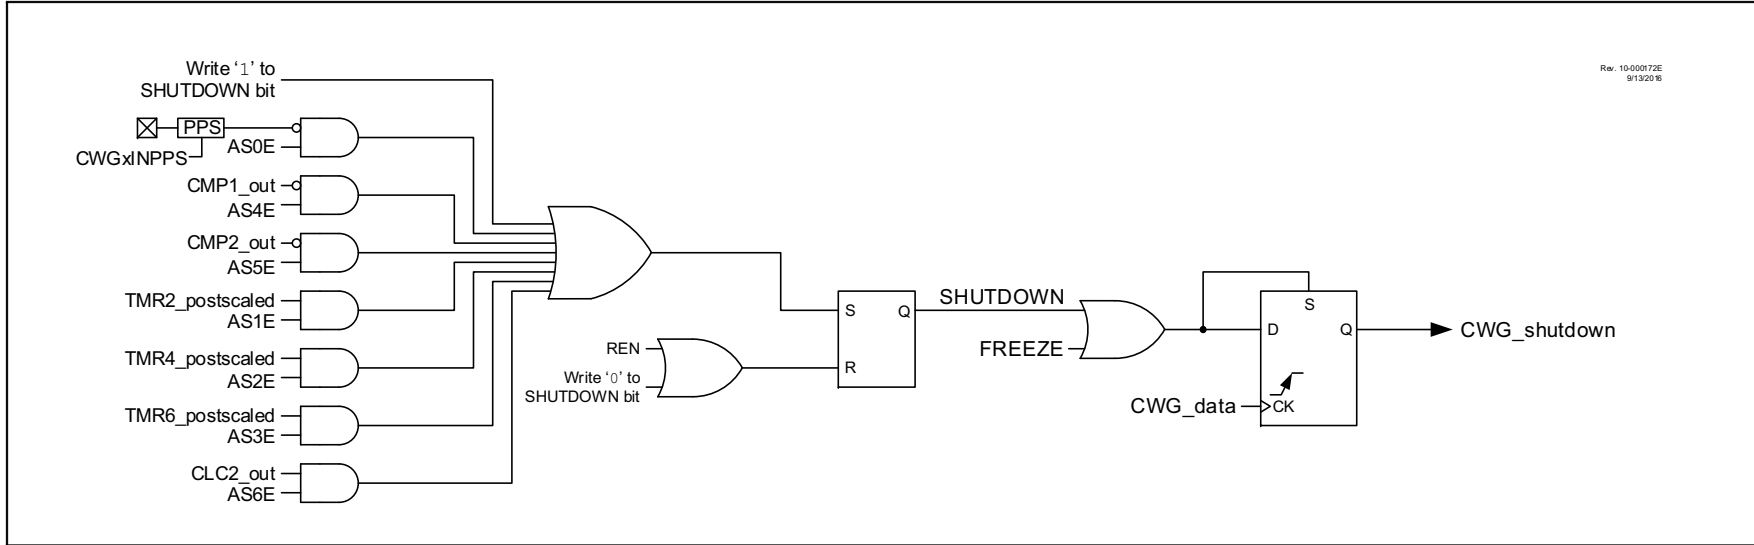 Write ‘1’ to
SHUTDOWN bit
Rev. 10-000172E
9/13/2016
PPS
AS0E
CWGxINPPS
CMP1_out
AS4E
CMP2_out
AS5E
TMR2_postscaled
AS1E
TMR4_postscaled
AS2E
TMR6_postscaled
AS3E
CLC2_out
AS6E
REN
Write ‘0’ to
SHUTDOWN bit
S
Q
R
SHUTDOWN
FREEZE
S
D
Q
CWG_data
CK
CWG_shutdown